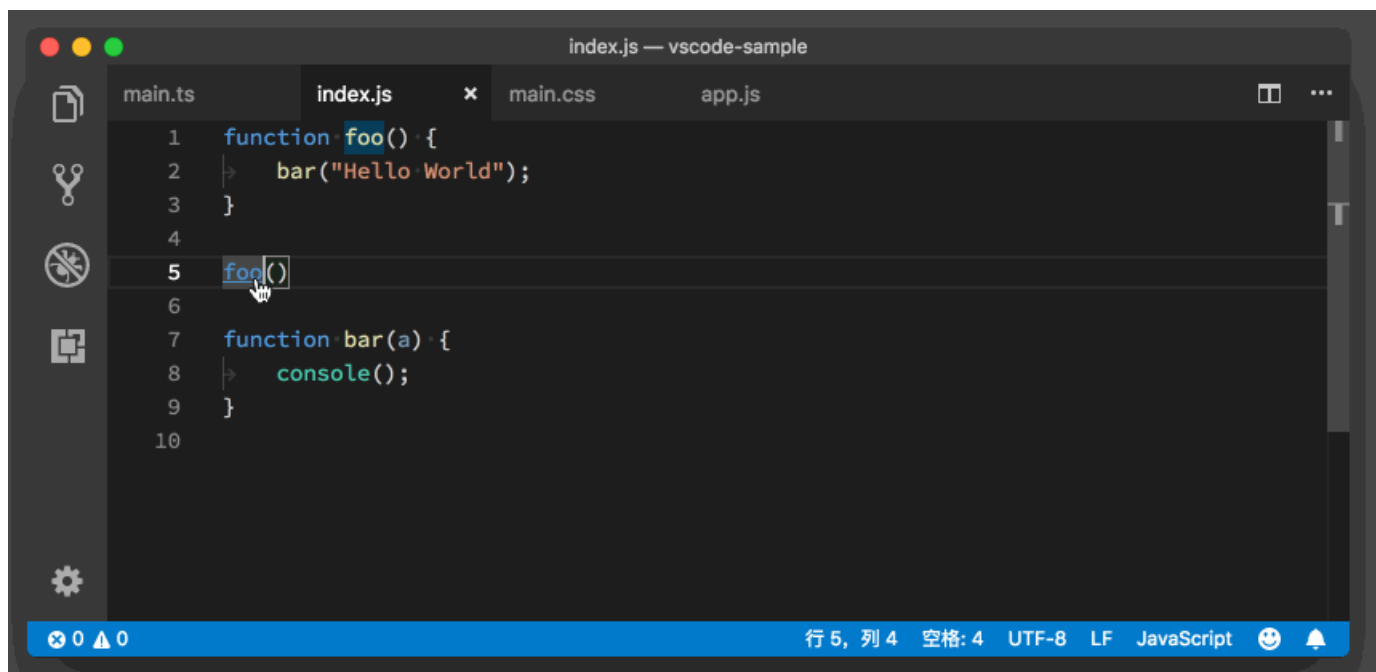 index.js — vscode-sample
main.ts index.js × main.css app.js
1 function foo() {
2 bar("Hello World");
3 }
4
5 foo()
6
7 function bar(a) {
8 console();
9 }
10
0 0 行 5，列 4 空格: 4 UTF-8 LF JavaScript